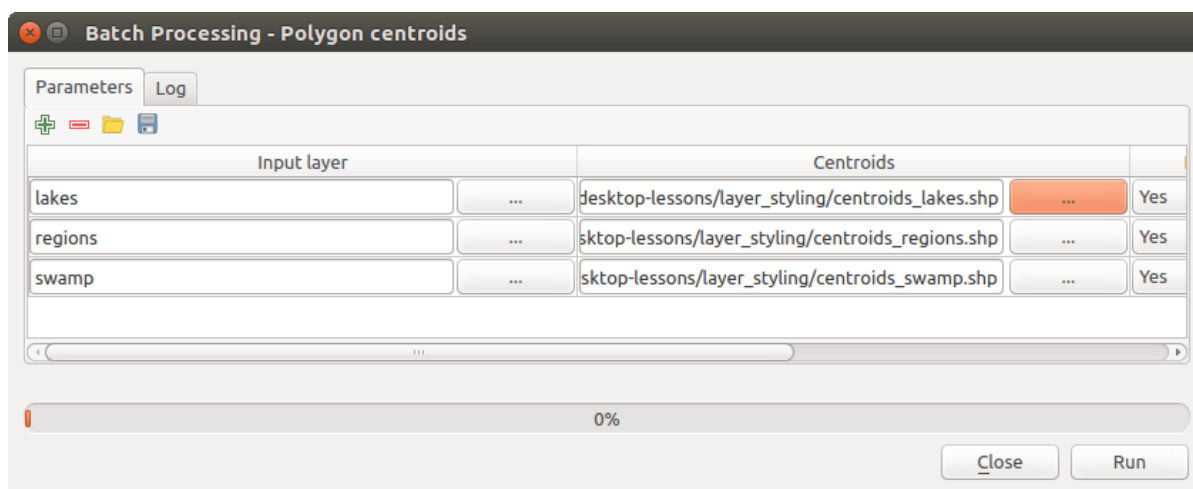 Batch Processing - Polygon centroids
Parameters Log
Input layer Centroids
lakes ... desktop-lessons/layer_styling/centroids_lakes.shp ... Yes
regions ... sktop-lessons/layer_styling/centroids_regions.shp ... Yes
swamp ... sktop-lessons/layer_styling/centroids_swamp.shp ... Yes
0%
Close Run